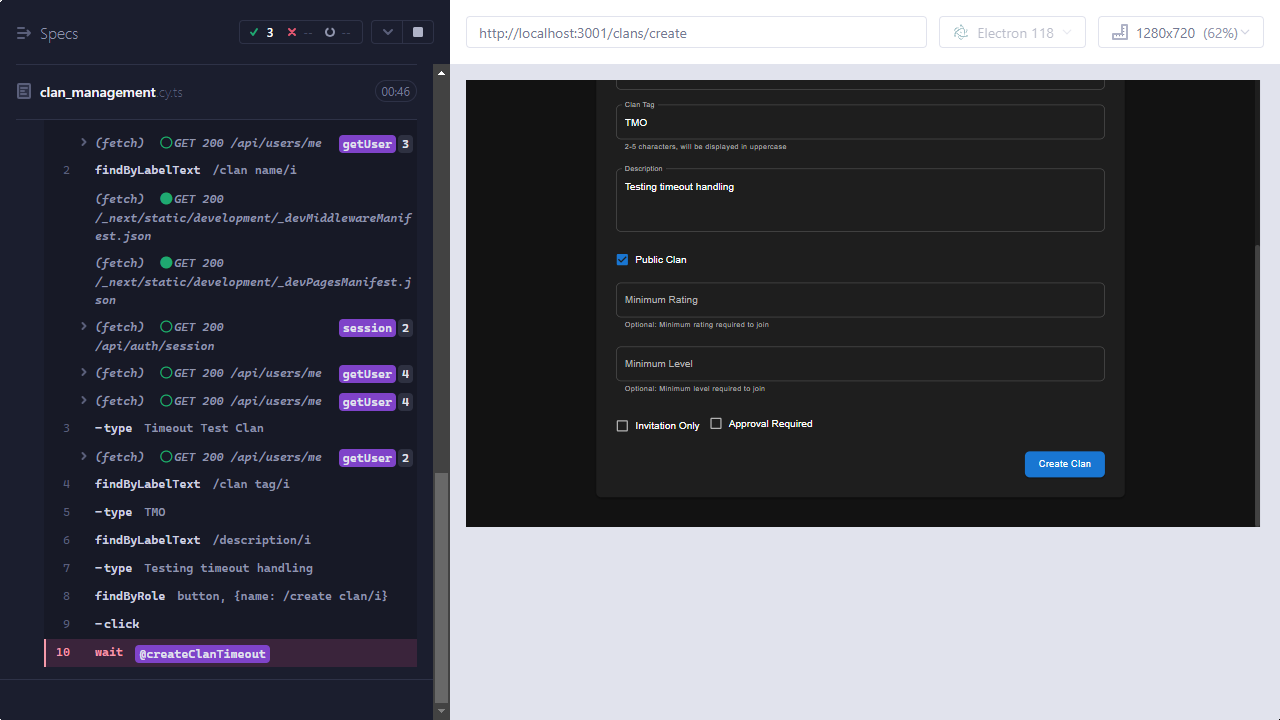 Specs
3
--
--
clan_management.cy.ts
00:46
(fetch) GET 200 /api/users/me getUser 3
2 findByLabelText /clan name/i
(fetch) GET 200
/_next/static/development/_devMiddlewareManif
est.json
(fetch) GET 200
/_next/static/development/_devPagesManifest.j
son
(fetch) GET 200 session 2
/api/auth/session
(fetch) GET 200 /api/users/me getUser 4
(fetch) GET 200 /api/users/me getUser 4
3 -type Timeout Test Clan
(fetch) GET 200 /api/users/me getUser 2
4 findByLabelText /clan tag/i
5 -type TMO
6 findByLabelText /description/i
7 -type Testing timeout handling
8 findByRole button, {name: /create clan/i}
9 -click
10 wait @createClanTimeout
http://localhost:3001/clans/create
Electron 118
1280x720 (62%)
Clan Tag
TMO
2-5 characters, will be displayed in uppercase
Description
Testing timeout handling
Public Clan
Minimum Rating
Optional: Minimum rating required to join
Minimum Level
Optional: Minimum level required to join
Invitation Only Approval Required
Create Clan